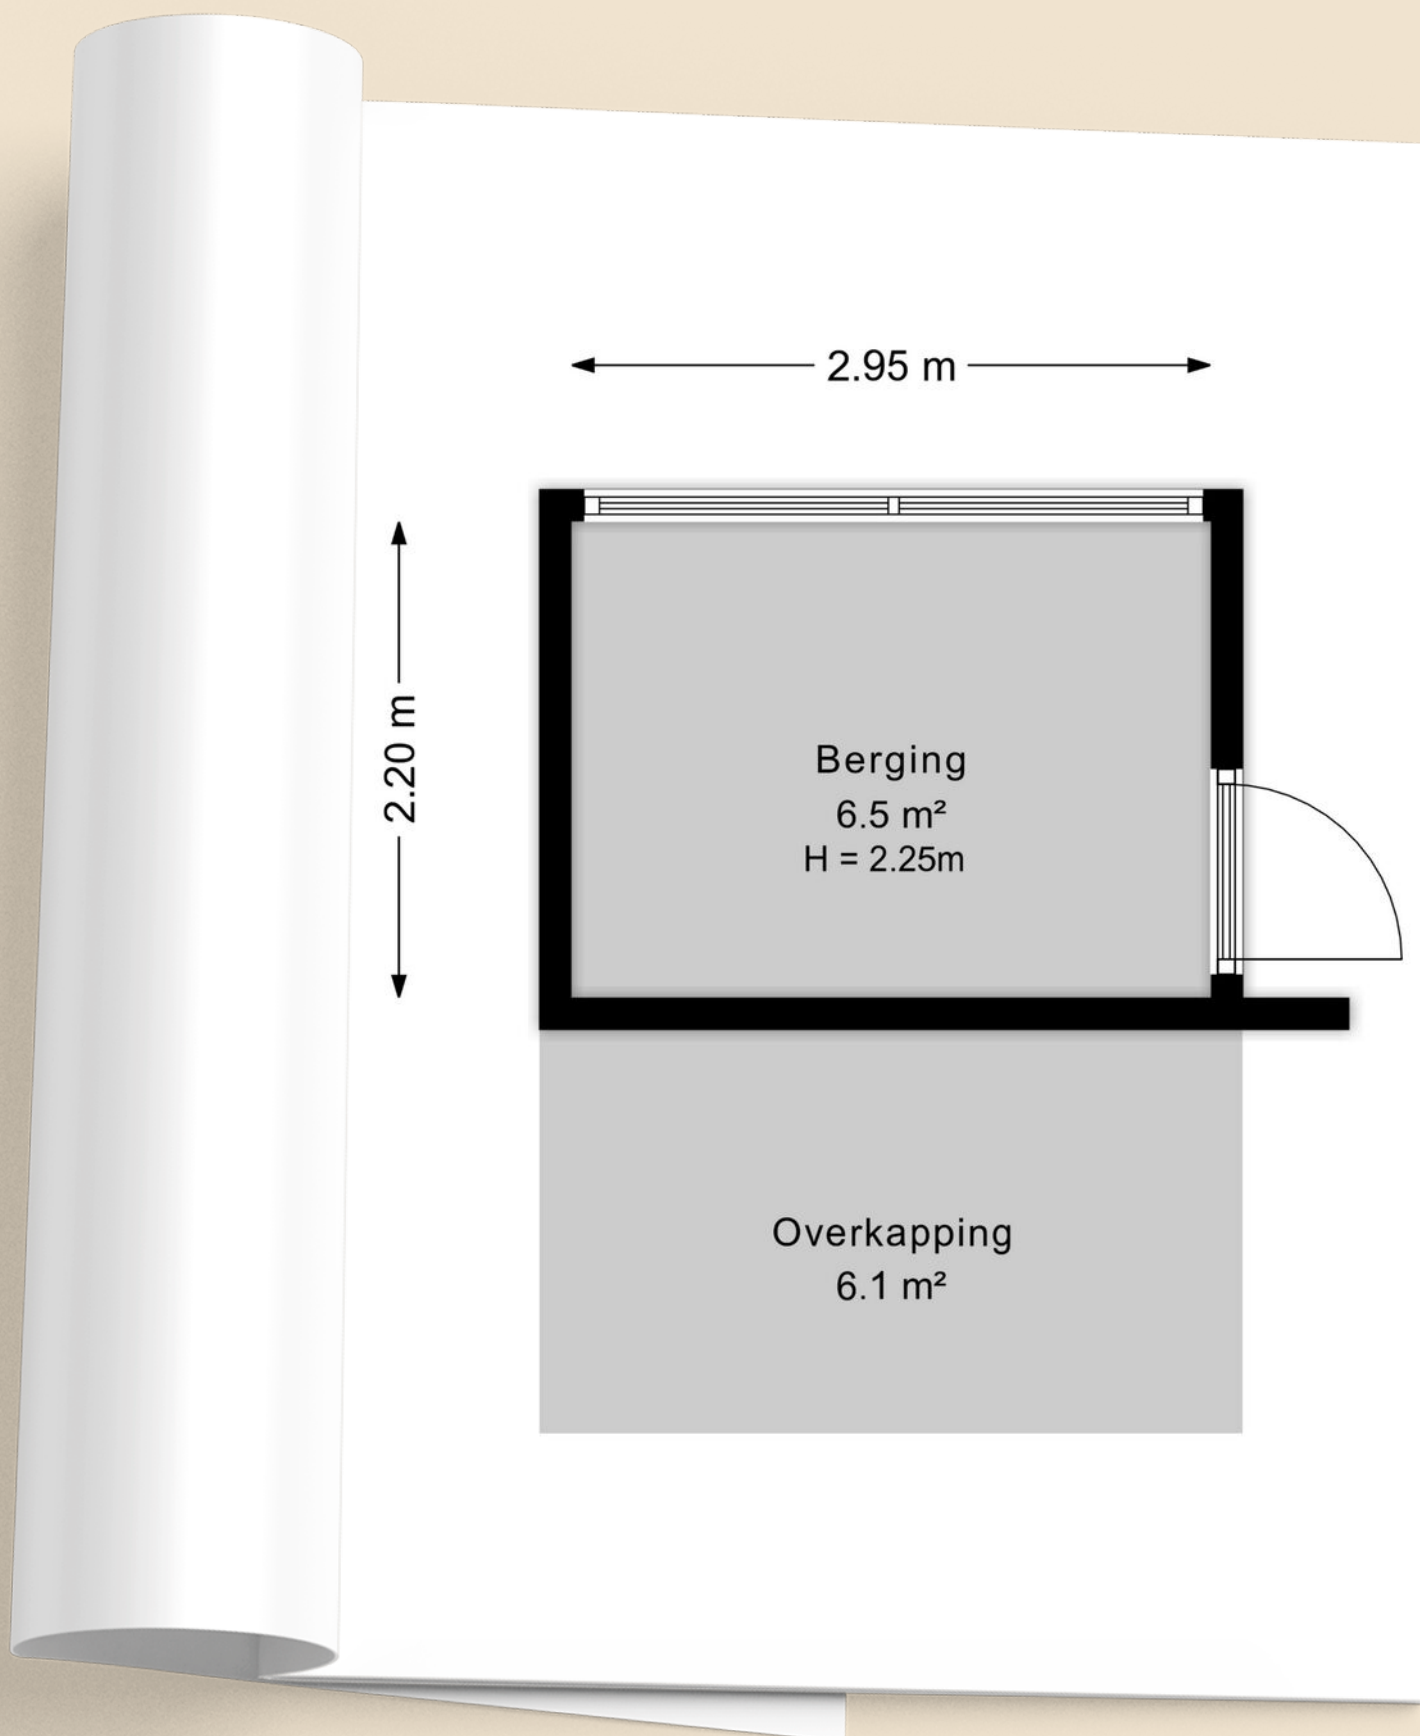 2.95 m
2.20 m
Berging
6.5 m²
H = 2.25m
Overkapping
6.1 m²